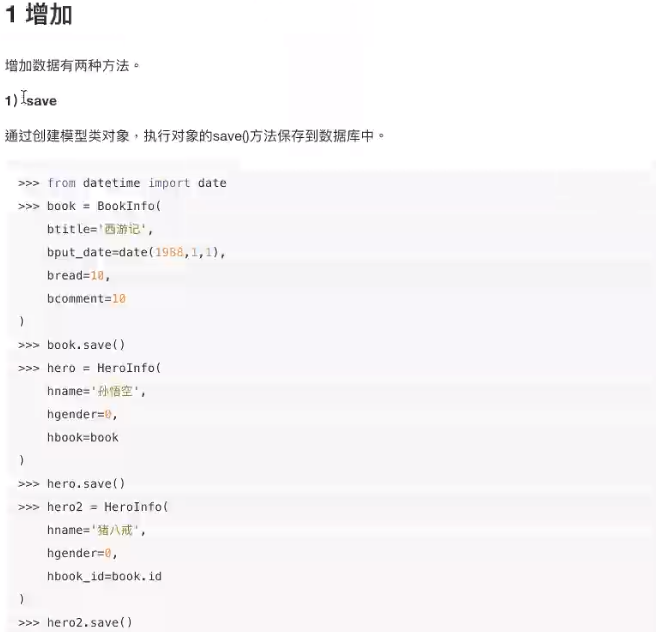 1 增加
增加数据有两种方法。
1）save
通过创建模型类对象，执行对象的save()方法保存到数据库中。
>>> from datetime import date
>>> book = BookInfo(
    btitle='西游记',
    bput_date=date(1988,1,1),
    bread=10,
    bcomment=10
)
>>> book.save()
>>> hero = HeroInfo(
    hname='孙悟空',
    hgender=0,
    hbook=book
)
>>> hero.save()
>>> hero2 = HeroInfo(
    hname='猪八戒',
    hgender=0,
    hbook_id=book.id
)
>>> hero2.save()